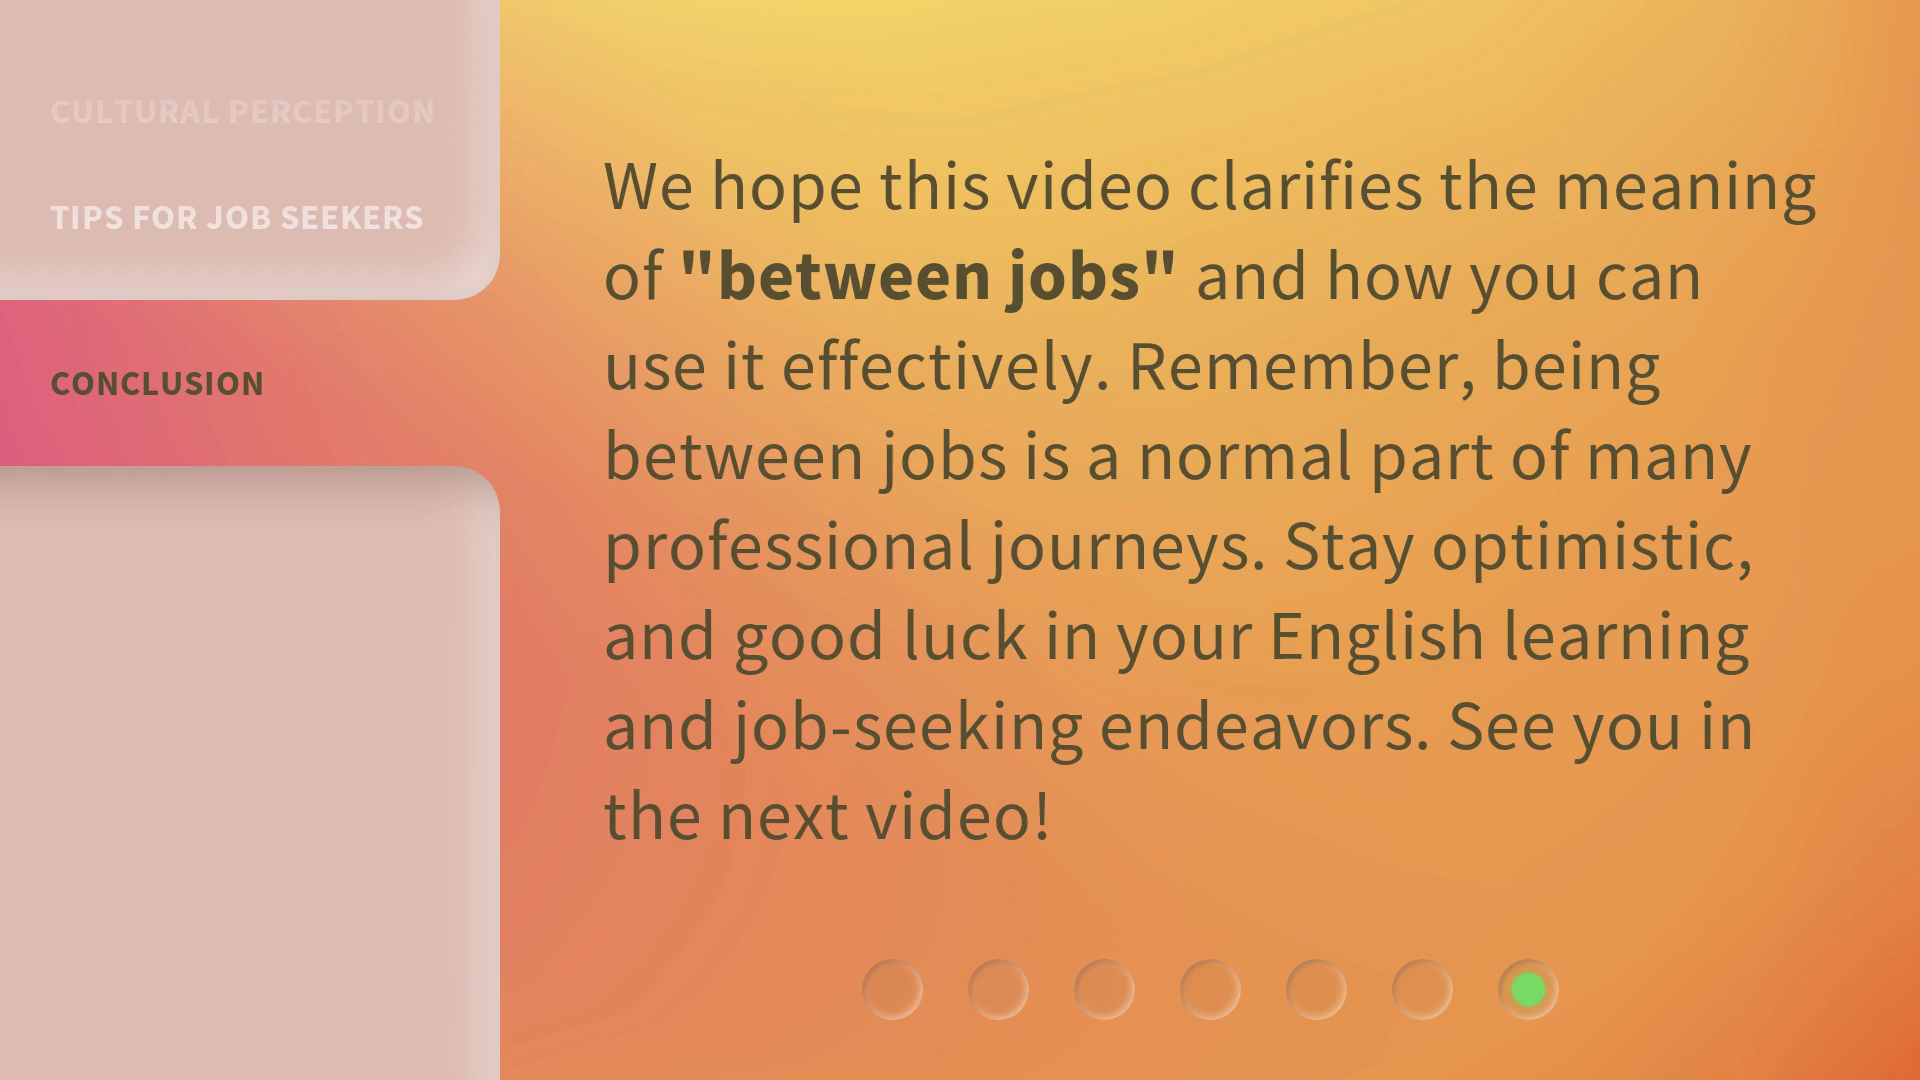 CULTURAL PERCEPTION
TIPS FOR JOB SEEKERS
CONCLUSION
We hope this video clarifies the meaning
of "between jobs" and how you can
use it effectively. Remember, being
between jobs is a normal part of many
professional journeys. Stay optimistic,
and good luck in your English learning
and job-seeking endeavors. See you in
the next video!